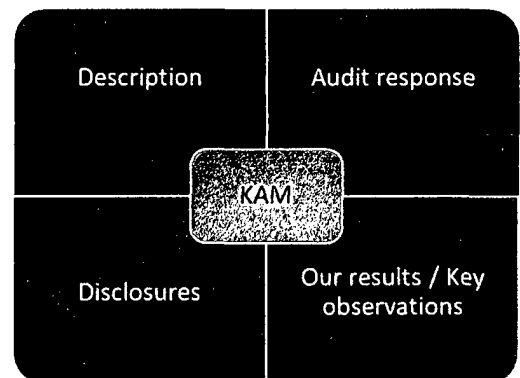 Description
Audit response
KAM
Disclosures
Our results / Key
observations